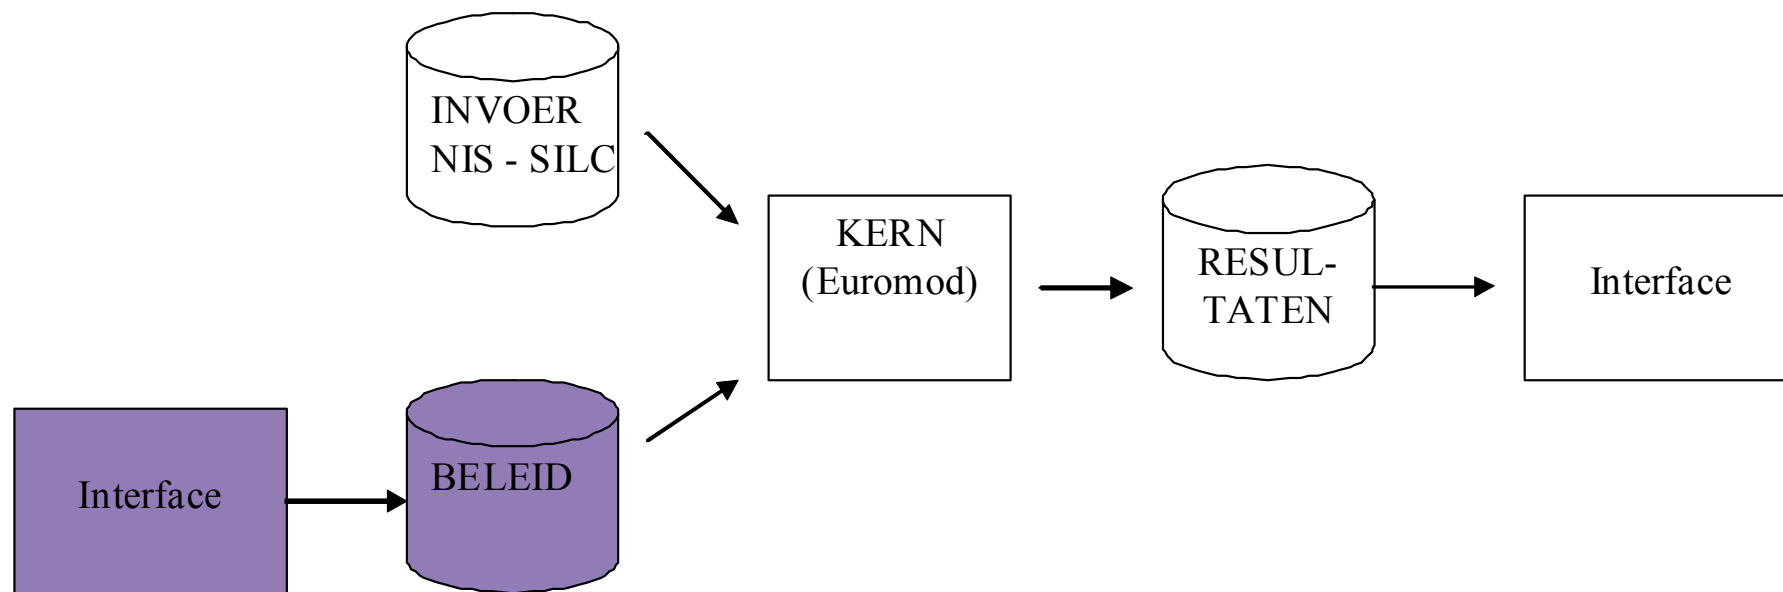 INVOER
NIS - SILC
KERN
(Euromod)
RESUL-
TATEN
Interface
Interface
BELEID